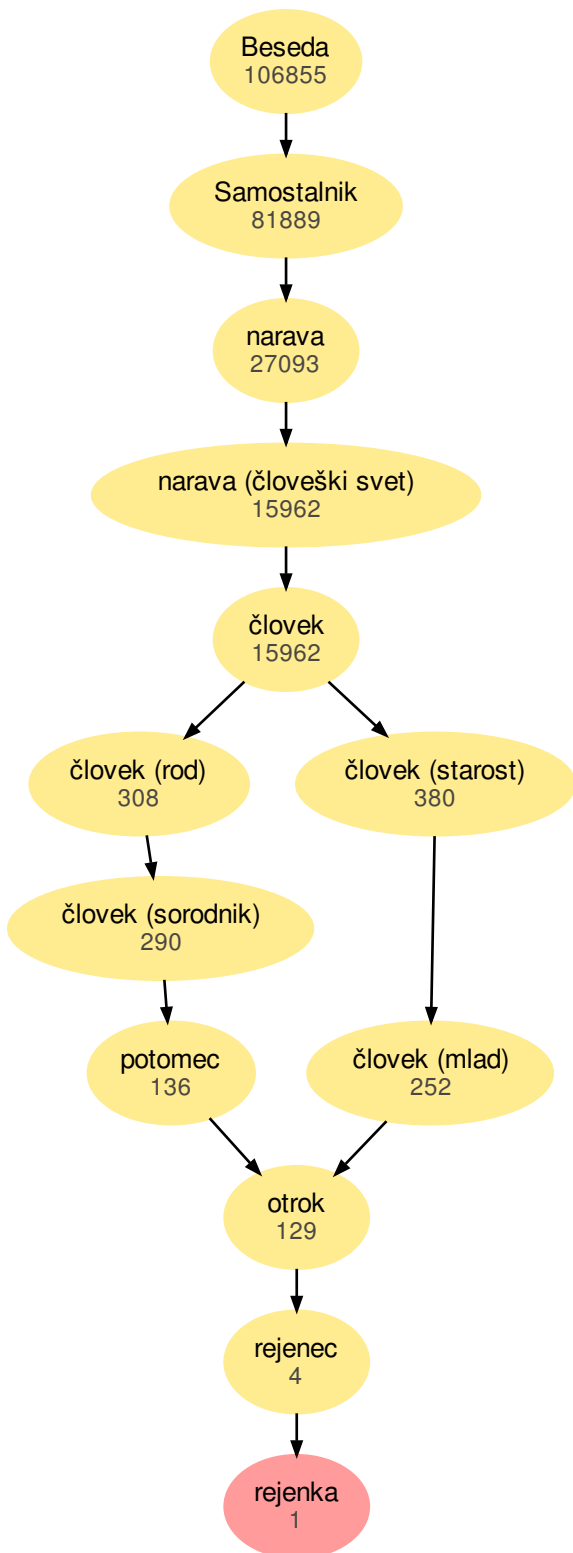 Beseda
106855
Samostalnik
81889
narava
27093
narava (človeški svet)
15962
človek
15962
človek (rod)
308
človek (starost)
380
človek (sorodnik)
290
potomec
136
človek (mlad)
252
otrok
129
rejenec
4
rejenka
1